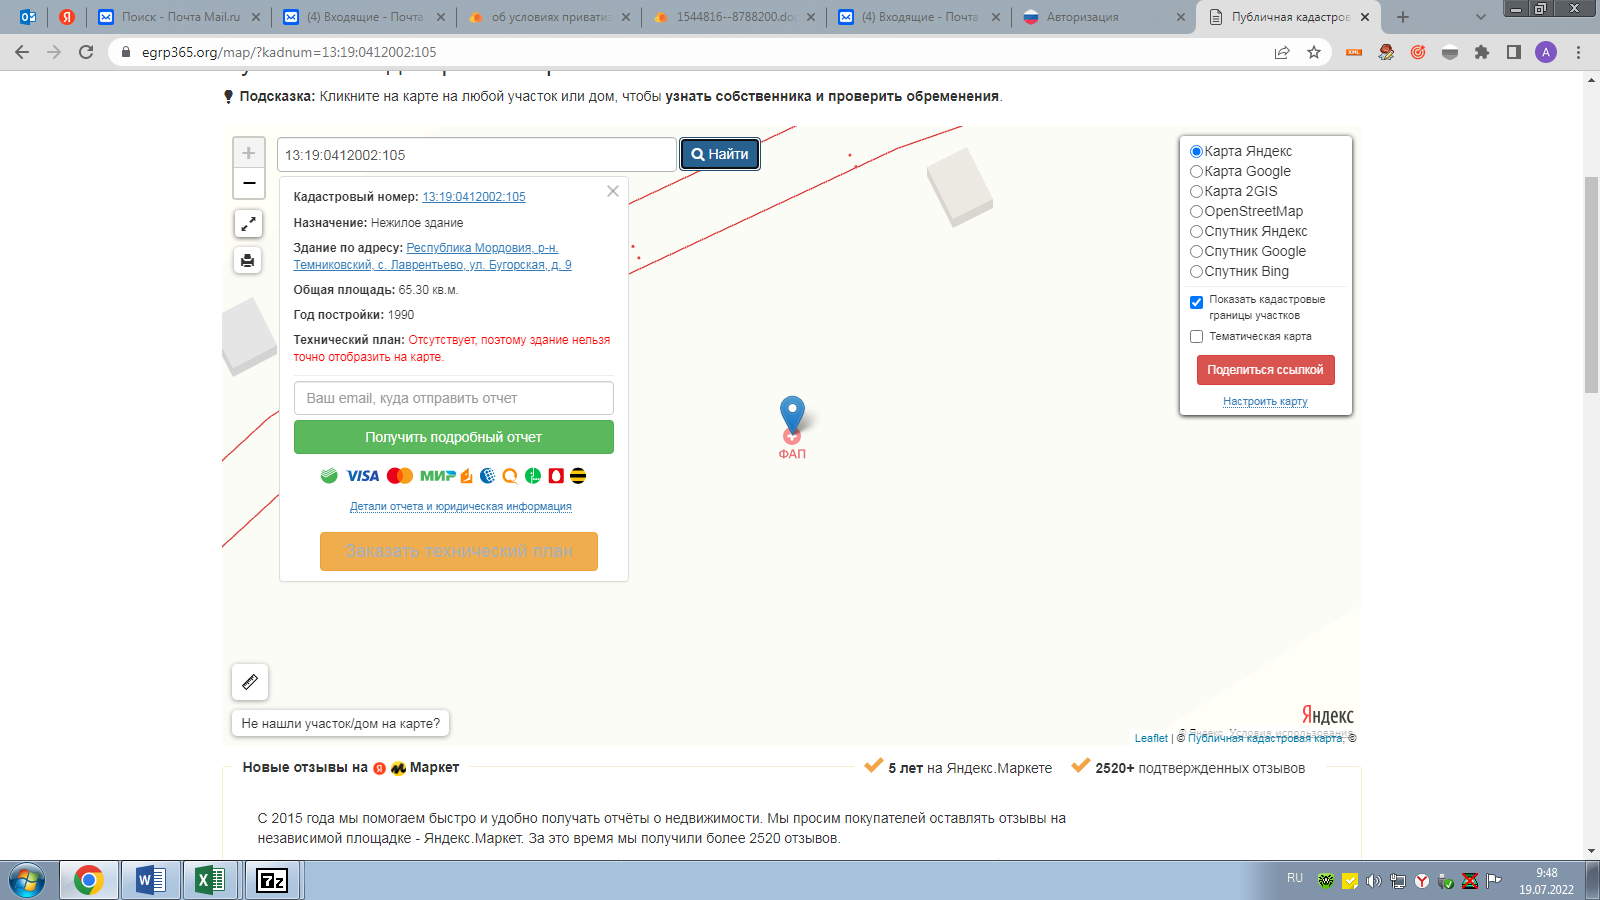 Поиск - Почта Mail.ru
(4) Входящие - Почта
об условиях приватиз
1544816--8788200.doc
(4) Входящие - Почта
Авторизация
Публичная кадастров
egrp365.org/map/?kadnum=13:19:0412002:105
A
Подсказка: Кликните на карте на любой участок или дом, чтобы узнать собственника и проверить обременения.
13:19:0412002:105
Найти
Кадастровый номер: 13:19:0412002:105
Назначение: Нежилое здание
Здание по адресу: Республика Мордовия, р-н.
Темниковский, с. Лаврентьево, ул. Бугорская, д. 9
Общая площадь: 65.30 кв.м.
Год постройки: 1990
Технический план: Отсутствует, поэтому здание нельзя
точно отобразить на карте.
Ваш email, куда отправить отчет
Получить подробный отчет
VISA
МИР
Детали отчета и юридическая информация
Заказать технический план
ФАП
Карта Яндекс
Карта Google
Карта 2GIS
OpenStreetMap
Спутник Яндекс
Спутник Google
Спутник Bing
Показать кадастровые
границы участков
Тематическая карта
Поделиться ссылкой
Настроить карту
Не нашли участок/дом на карте?
Яндекс
© Яндекс Условия использования
Leaflet | © Публичная кадастровая карта, ©
Новые отзывы на Я Маркет
5 лет на Яндекс.Маркете
2520+ подтвержденных отзывов
С 2015 года мы помогаем быстро и удобно получать отчёты о недвижимости. Мы просим покупателей оставлять отзывы на
независимой площадке - Яндекс.Маркет. За это время мы получили более 2520 отзывов.
RU
9:48
19.07.2022